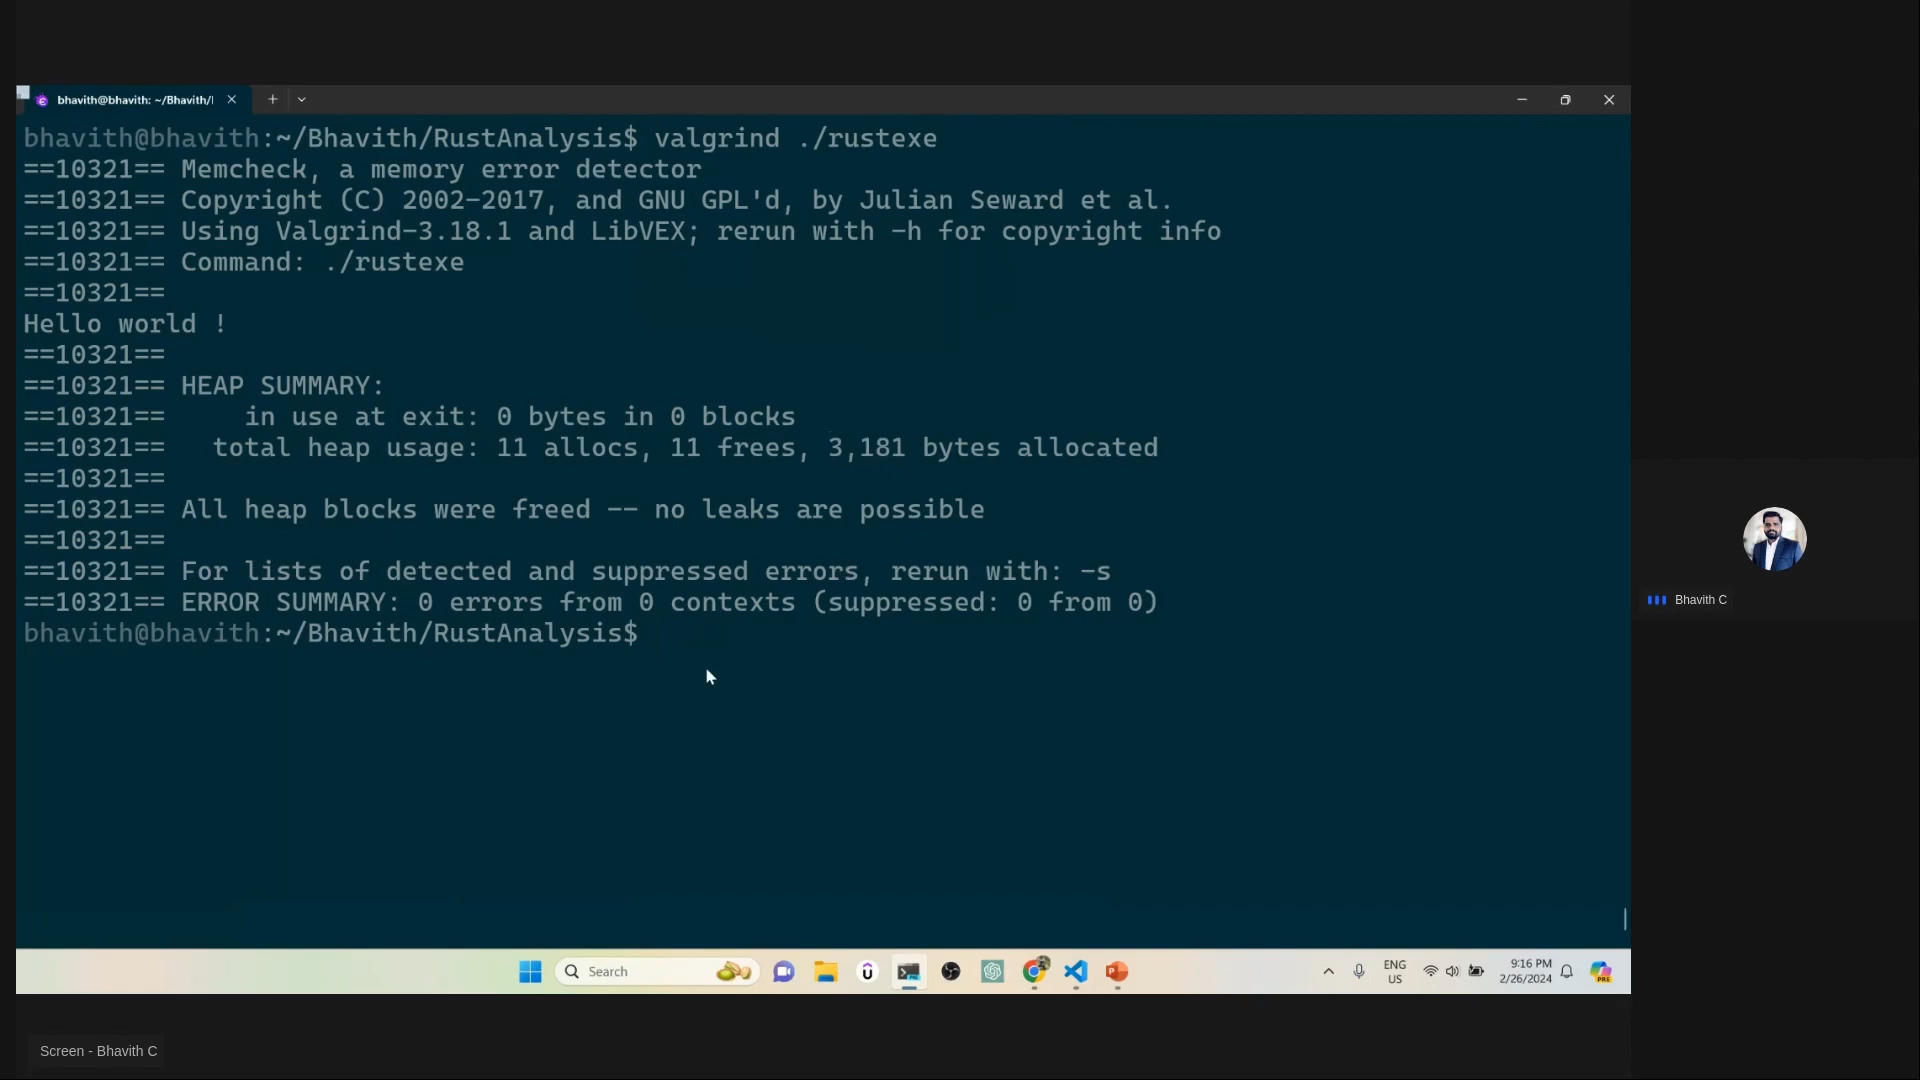 bhavith@bhavith: ~/Bhavith/
bhavith@bhavith:~/Bhavith/RustAnalysis$ valgrind ./rustexe
==10321== Memcheck, a memory error detector
==10321== Copyright (C) 2002-2017, and GNU GPL'd, by Julian Seward et al.
==10321== Using Valgrind-3.18.1 and LibVEX; rerun with -h for copyright info
==10321== Command: ./rustexe
==10321==
Hello world !
==10321==
==10321== HEAP SUMMARY:
==10321==     in use at exit: 0 bytes in 0 blocks
==10321==   total heap usage: 11 allocs, 11 frees, 3,181 bytes allocated
==10321==
==10321== All heap blocks were freed -- no leaks are possible
==10321==
==10321== For lists of detected and suppressed errors, rerun with: -s
==10321== ERROR SUMMARY: 0 errors from 0 contexts (suppressed: 0 from 0)
bhavith@bhavith:~/Bhavith/RustAnalysis$
Bhavith C
Search
ENG
US
9:16 PM
2/26/2024
PRE
Screen - Bhavith C